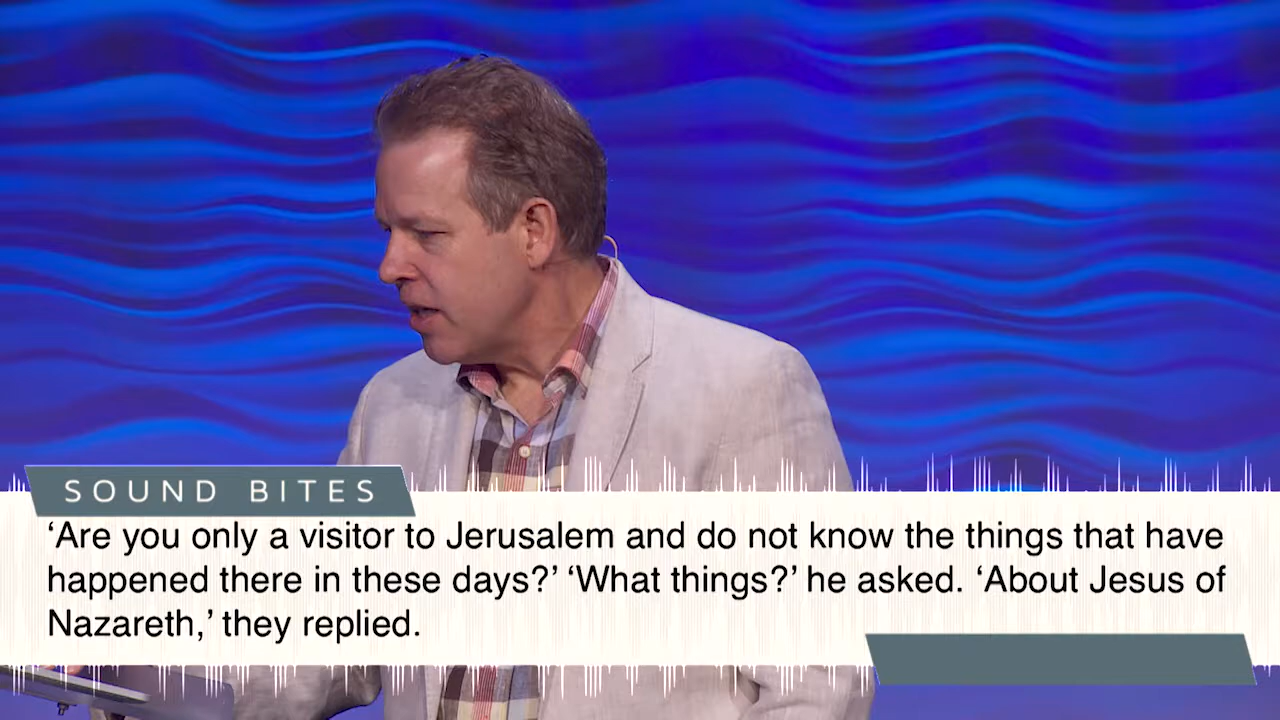 SOUND BITES
‘Are you only a visitor to Jerusalem and do not know the things that have
happened there in these days?’ ‘What things?’ he asked. ‘About Jesus of
Nazareth,’ they replied.